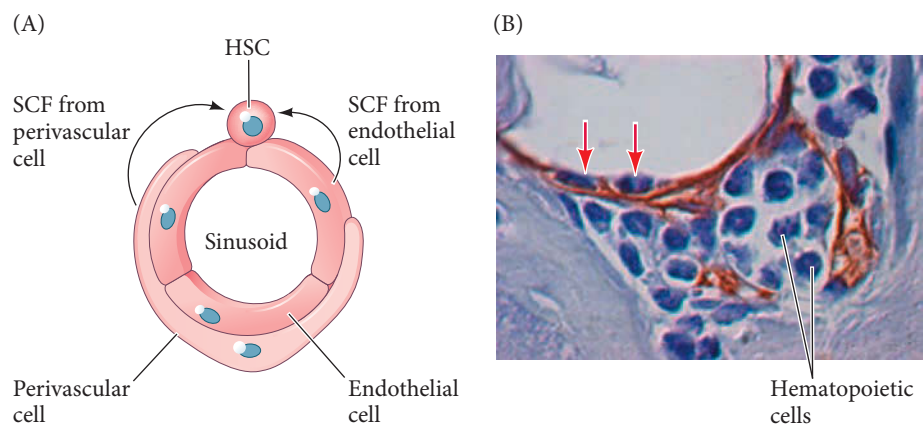 (A)
HSC
SCF from
perivascular
cell
SCF from
endothelial
cell
Sinusoid
Perivascular
cell
Endothelial
cell
(B)
Hematopoietic
cells